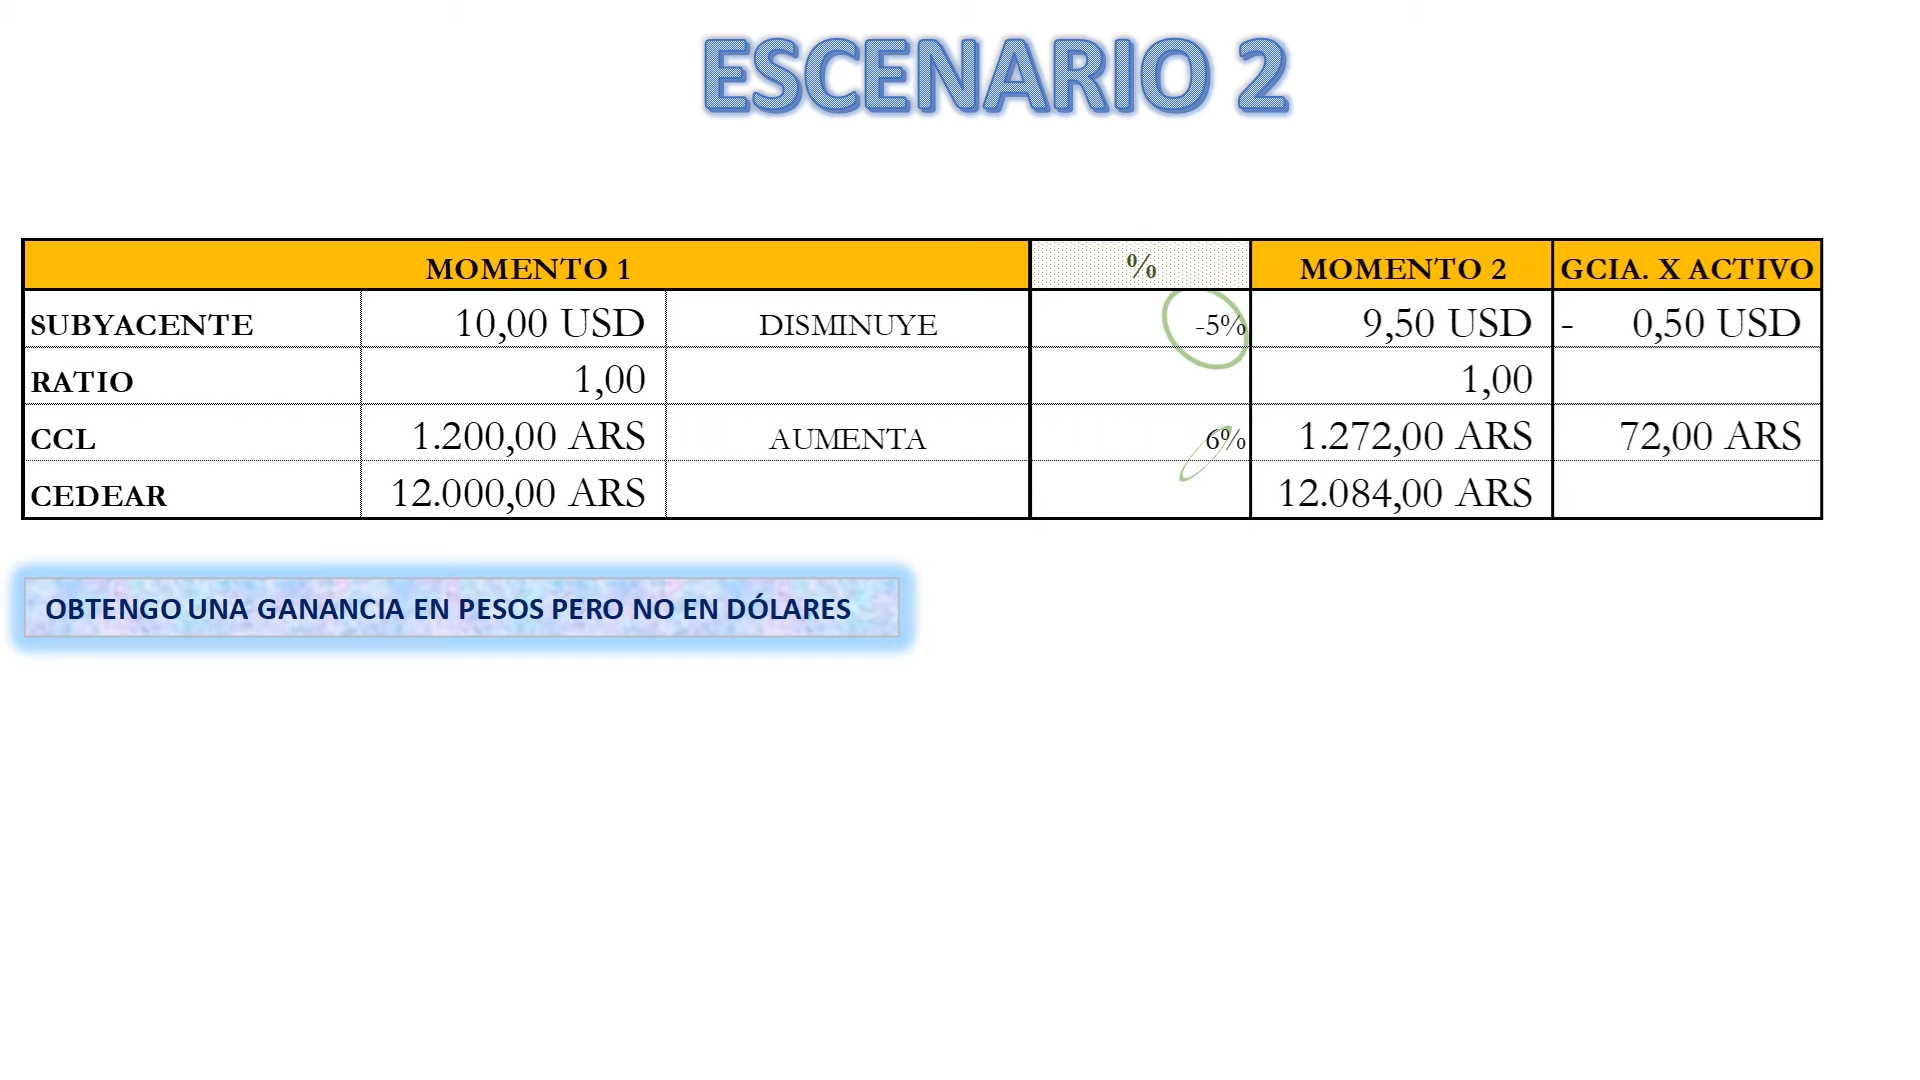 ESCENARIO 2
MOMENTO 1 % MOMENTO 2 GCIA. X ACTIVO
SUBYACENTE 10,00 USD DISMINUYE -5% 9,50 USD - 0,50 USD
RATIO 1,00 1,00
CCL 1.200,00 ARS AUMENTA 6% 1.272,00 ARS 72,00 ARS
CEDEAR 12.000,00 ARS 12.084,00 ARS
OBTENGO UNA GANANCIA EN PESOS PERO NO EN DÓLARES